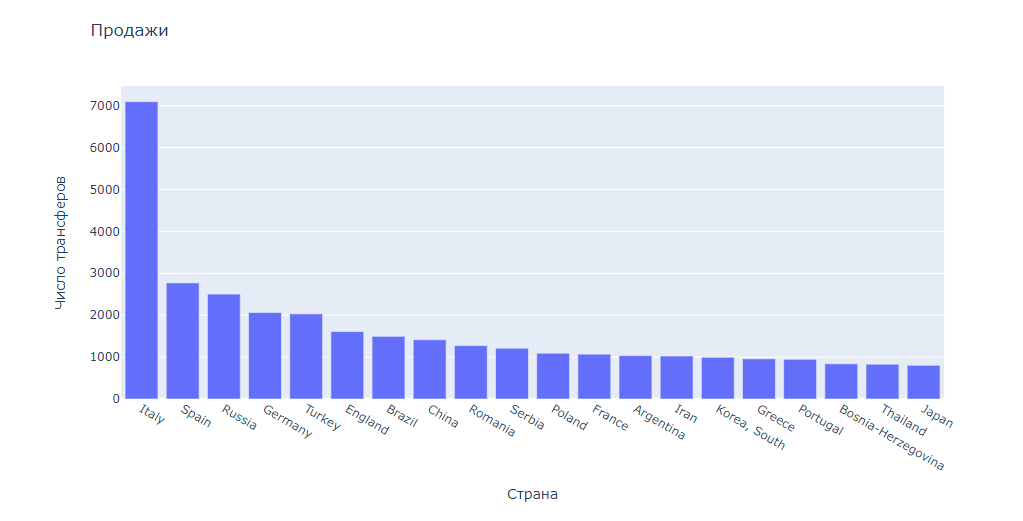 Продажи
7000
6000
5000
4000
3000
2000
1000
0
Число трансферов
Italy
Spain
Russia
Germany
Turkey
England
Brazil
China
Romania
Serbia
Poland
France
Argentina
Iran
Korea, South
Greece
Portugal
Bosnia-Herzegovina
Thailand
Japan
Страна